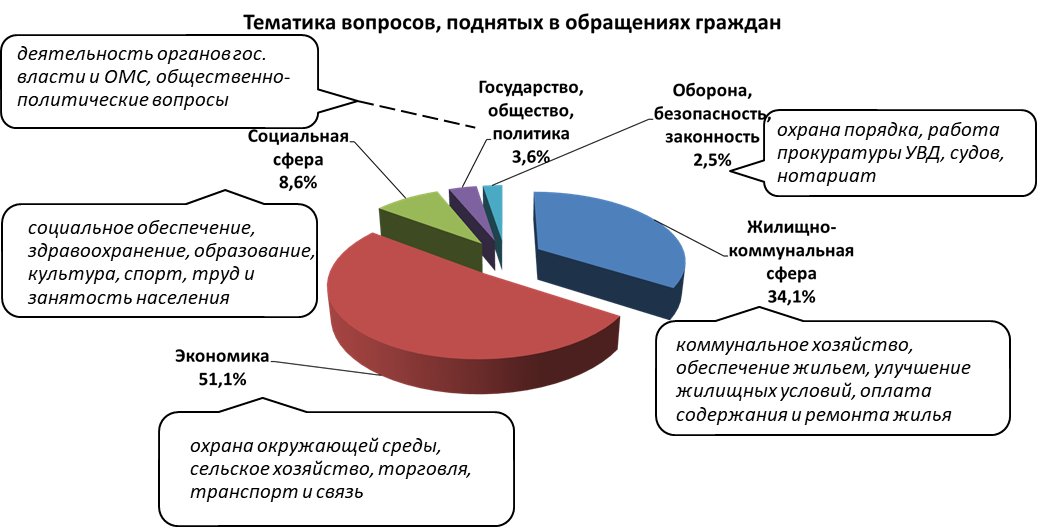 Тематика вопросов, поднятых в обращениях граждан
деятельность органов гос.
власти и ОМС, общественно-
политические вопросы
Государство,
общество,
политика
3,6%
Оборона,
безопасность,
законность
2,5%
охрана порядка, работа
прокуратуры УВД, судов,
нотариат
Социальная
сфера
8,6%
социальное обеспечение,
здравоохранение, образование,
культура, спорт, труд и
занятость населения
Жилищно-
коммунальная
сфера
34,1%
коммунальное хозяйство,
обеспечение жильем, улучшение
жилищных условий, оплата
содержания и ремонта жилья
Экономика
51,1%
охрана окружающей среды,
сельское хозяйство, торговля,
транспорт и связь